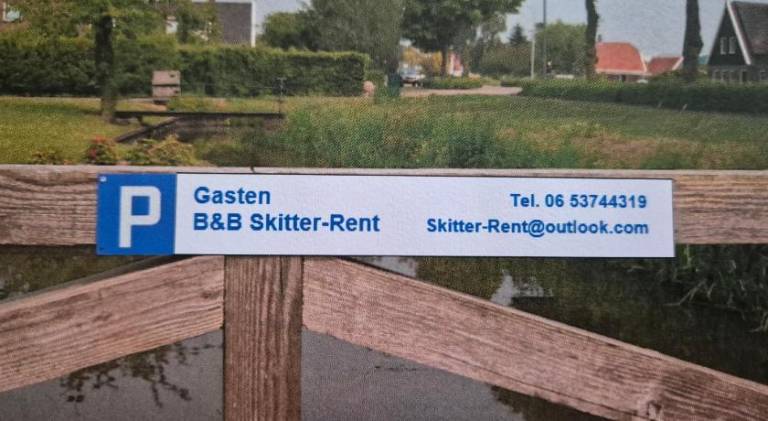 P
Gasten
B&B Skitter-Rent
Tel. 06 53744319
Skitter-Rent@outlook.com